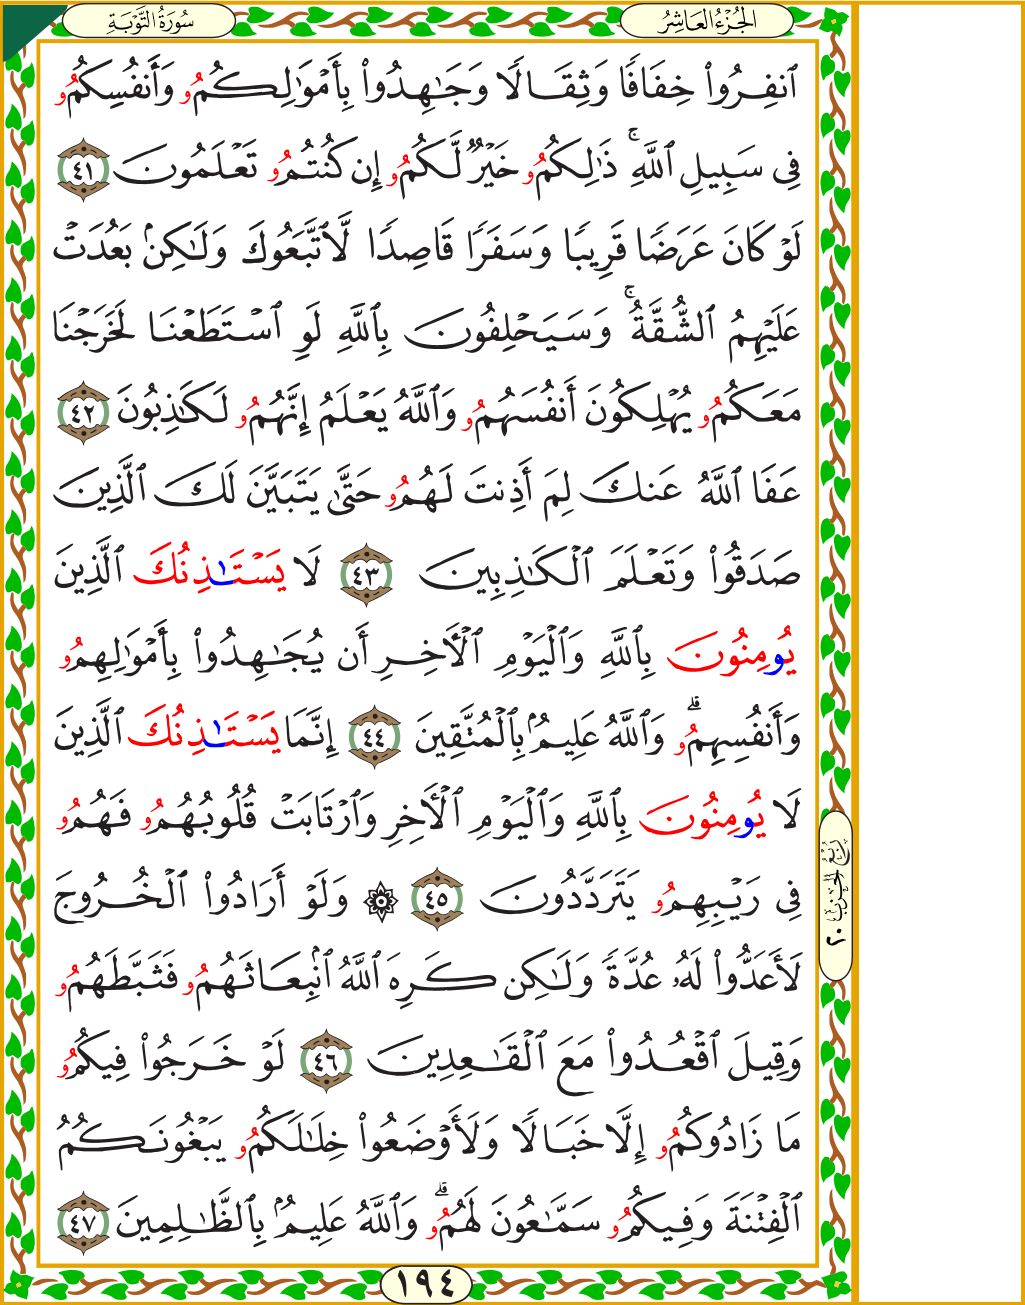 سُورَةُ التَّوْبَةِ
الجُزْءُ العَاشِرُ
ٱنفِرُواْ خِفَافًا وَثِقَالًا وَجَٰهِدُواْ بِأَمْوَٰلِكُمُۥ وَأَنفُسِكُمُۥ
فِي سَبِيلِ ٱللَّهِۚ ذَٰلِكُمُۥ خَيْرٌ لَّكُمُۥ إِن كُنتُمُۥ تَعْلَمُونَ ٤١
لَوْ كَانَ عَرَضًا قَرِيبًا وَسَفَرًا قَاصِدًا لَّاتَّبَعُوكَ وَلَٰكِنۢ بَعُدَتْ
عَلَيْهِمُ ٱلشُّقَّةُۚ وَسَيَحْلِفُونَ بِٱللَّهِ لَوِ ٱسْتَطَعْنَا لَخَرَجْنَا
مَعَكُمُۥ يُهْلِكُونَ أَنفُسَهُمُۥ وَٱللَّهُ يَعْلَمُ إِنَّهُمُۥ لَكَٰذِبُونَ ٤٢
عَفَا ٱللَّهُ عَنكَ لِمَ أَذِنتَ لَهُمُۥ حَتَّىٰ يَتَبَيَّنَ لَكَ ٱلَّذِينَ
صَدَقُواْ وَتَعْلَمَ ٱلْكَٰذِبِينَ ٤٣ لَا يَسْتَٰذِنُكَ ٱلَّذِينَ
يُومِنُونَ بِٱللَّهِ وَٱلْيَوْمِ ٱلْأَخِرِ أَن يُجَٰهِدُواْ بِأَمْوَٰلِهِمُۥ
وَأَنفُسِهِمُۥۗ وَٱللَّهُ عَلِيمُۢ بِٱلْمُتَّقِينَ ٤٤ إِنَّمَا يَسْتَٰذِنُكَ ٱلَّذِينَ
لَا يُومِنُونَ بِٱللَّهِ وَٱلْيَوْمِ ٱلْأَخِرِ وَٱرْتَابَتْ قُلُوبُهُمُۥ فَهُمُۥ
فِي رَيْبِهِمُۥ يَتَرَدَّدُونَ ٤٥ ۞ وَلَوْ أَرَادُواْ ٱلْخُرُوجَ
لَأَعَدُّواْ لَهُۥ عُدَّةً وَلَٰكِن كَرِهَ ٱللَّهُ ٱنۢبِعَاثَهُمُۥ فَثَبَّطَهُمُۥ
وَقِيلَ ٱقْعُدُواْ مَعَ ٱلْقَٰعِدِينَ ٤٦ لَوْ خَرَجُواْ فِيكُمُۥ
مَا زَادُوكُمُۥ إِلَّا خَبَالًا وَلَأَوْضَعُواْ خِلَٰلَكُمُۥ يَبْغُونَكُمُ
ٱلْفِتْنَةَ وَفِيكُمُۥ سَمَّٰعُونَ لَهُمُۥۗ وَٱللَّهُ عَلِيمُۢ بِٱلظَّٰلِمِينَ ٤٧
رُبْعُ الحِزْبِ ٢٠
١٩٤